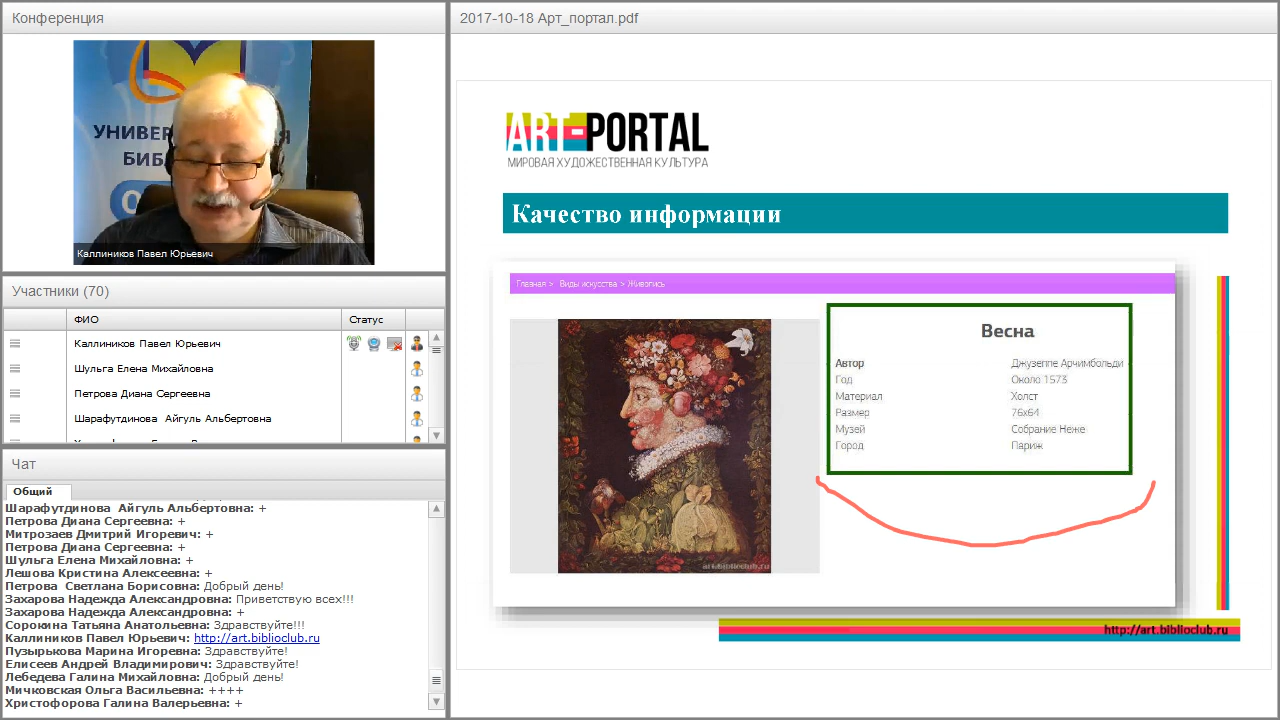 Конференция
УНИВЕР
БИБ
Каллиников Павел Юрьевич
Участники (70)
ФИО
Статус
Каллиников Павел Юрьевич
Шульга Елена Михайловна
Петрова Диана Сергеевна
Шарафутдинова Айгуль Альбертовна
Чат
Общий
Шарафутдинова Айгуль Альбертовна: +
Петрова Диана Сергеевна: +
Митрозаев Дмитрий Игоревич: +
Петрова Диана Сергеевна: +
Шульга Елена Михайловна: +
Лешова Кристина Алексеевна: +
Петрова Светлана Борисовна: Добрый день!
Захарова Надежда Александровна: Приветствую всех!!!
Захарова Надежда Александровна: +
Сорокина Татьяна Анатольевна: Здравствуйте!!!
Каллиников Павел Юрьевич: http://art.biblioclub.ru
Пузырькова Марина Игоревна: Здравствуйте!
Елисеев Андрей Владимирович: Здравствуйте!
Лебедева Галина Михайловна: Добрый день!
Мичковская Ольга Васильевна: ++++
Христофорова Галина Валерьевна: +
2017-10-18 Арт_портал.pdf
ART-PORTAL
МИРОВАЯ ХУДОЖЕСТВЕННАЯ КУЛЬТУРА
Качество информации
Главная > Виды искусства > Живопись
art.biblioclub.ru
Весна
Автор Джузеппе Арчимбольди
Год Около 1573
Материал Холст
Размер 76x64
Музей Собрание Неже
Город Париж
http://art.biblioclub.ru